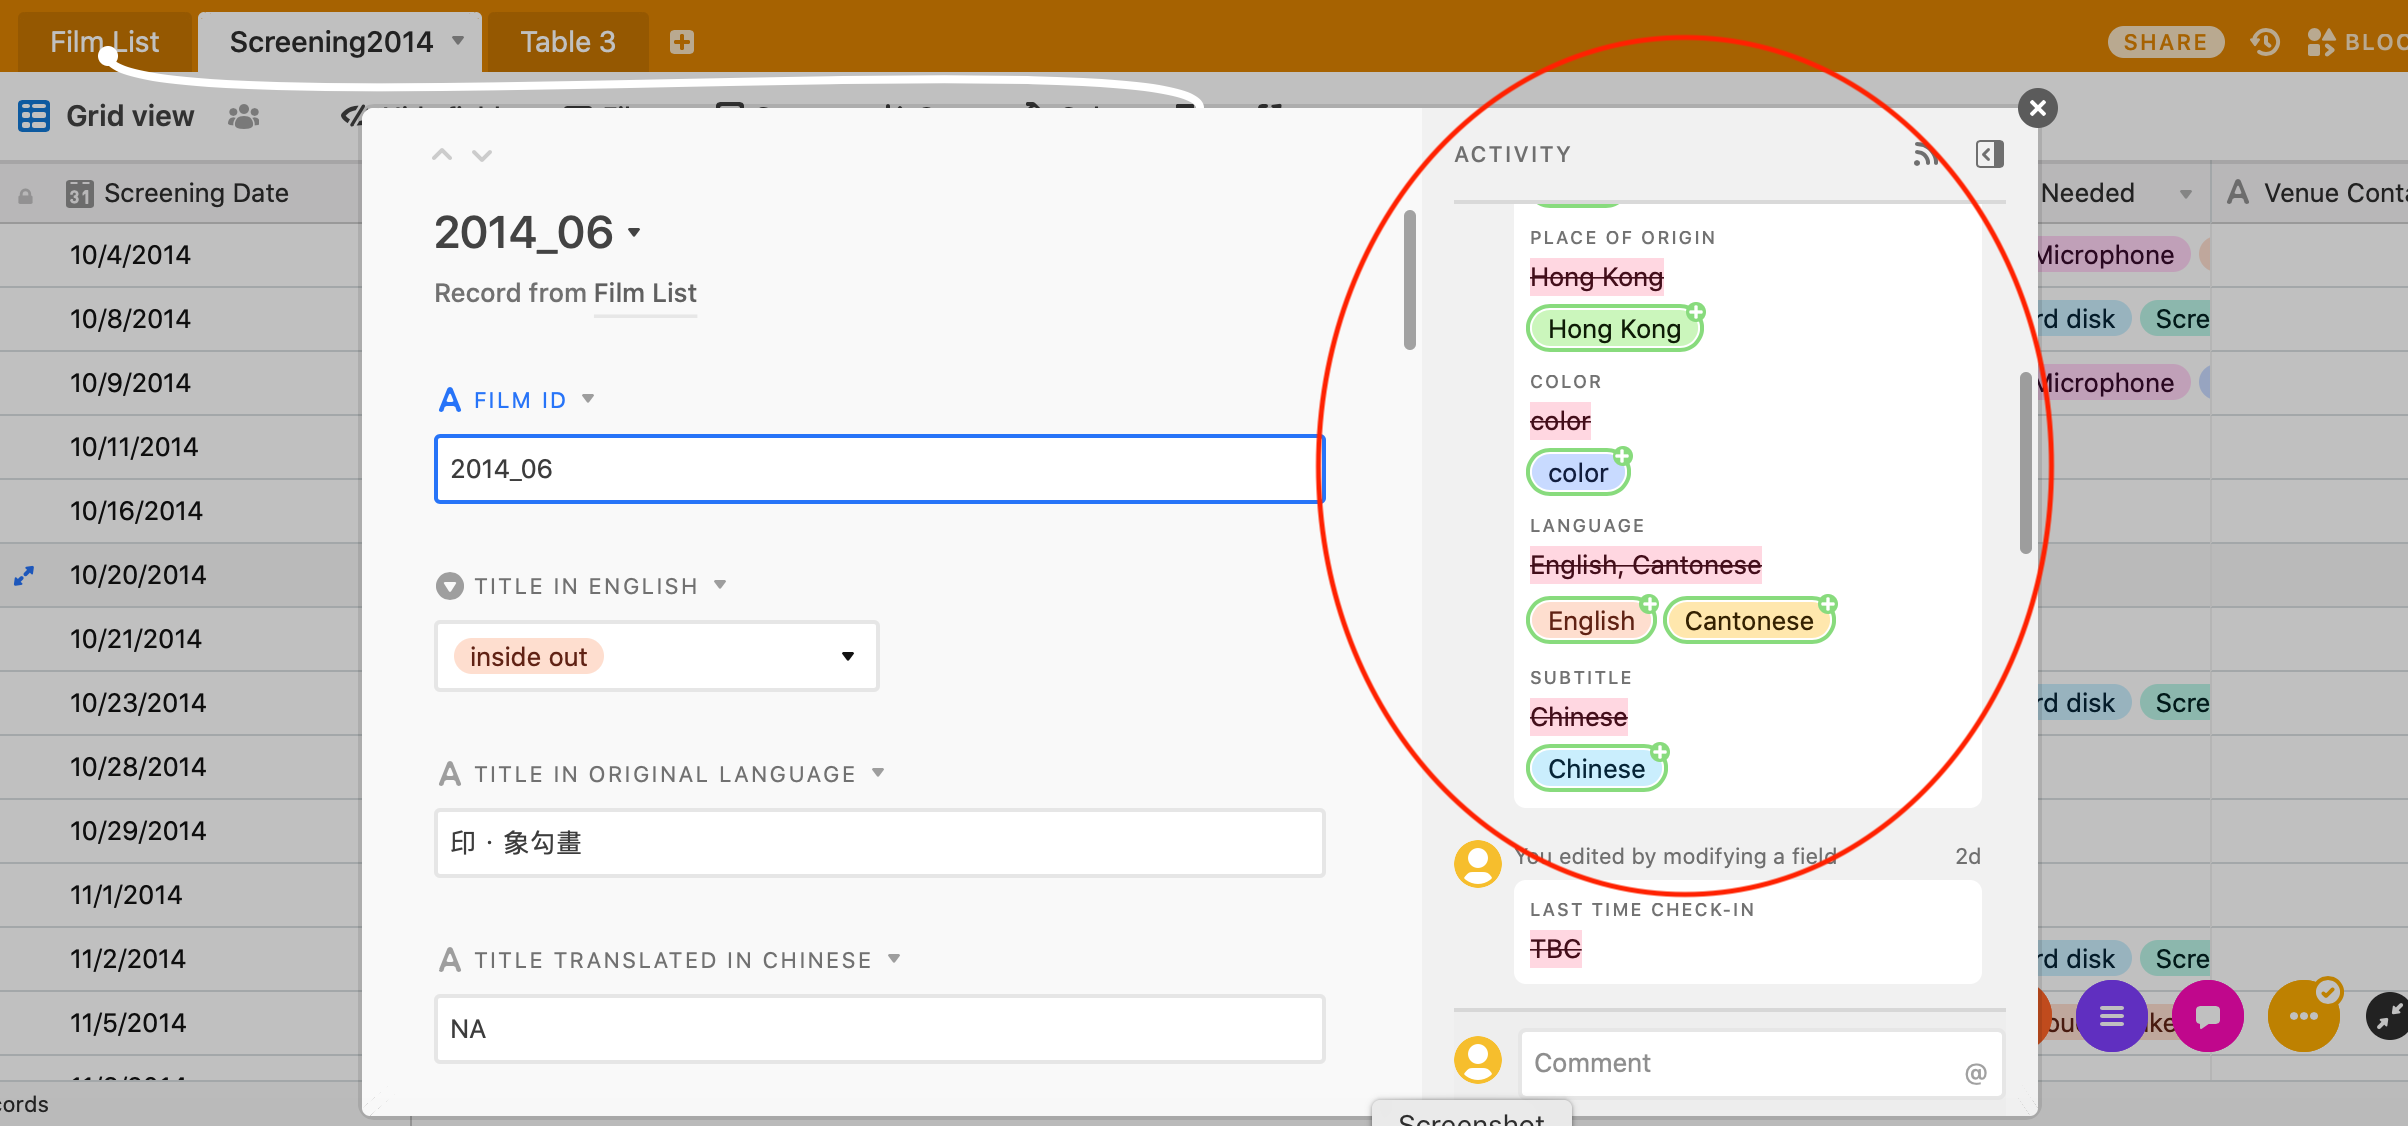 Film List
Screening2014
Table 3
SHARE
Grid view
Screening Date
10/4/2014
10/8/2014
10/9/2014
10/11/2014
10/16/2014
10/20/2014
10/21/2014
10/23/2014
10/28/2014
10/29/2014
11/1/2014
11/2/2014
11/5/2014
2014_06
Record from Film List
FILM ID
2014_06
TITLE IN ENGLISH
inside out
TITLE IN ORIGINAL LANGUAGE
印 · 象勾畫
TITLE TRANSLATED IN CHINESE
NA
ACTIVITY
PLACE OF ORIGIN
Hong Kong
Hong Kong
COLOR
color
color
LANGUAGE
English, Cantonese
English Cantonese
SUBTITLE
Chinese
Chinese
You edited by modifying a field 2d
LAST TIME CHECK-IN
TBC
Comment
@
Screenshot
Needed
Venue Conta
Microphone
rd disk Scre
Microphone
rd disk Scre
rd disk Scre
cords